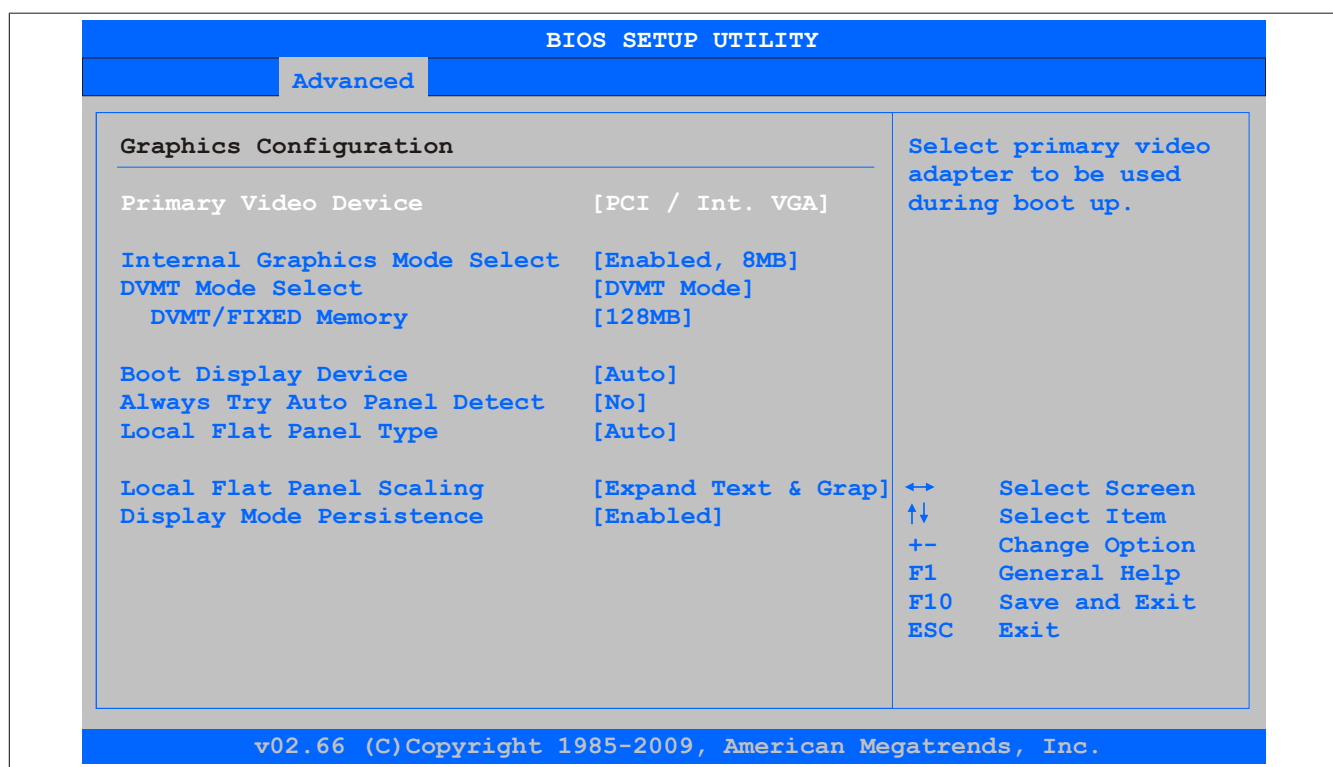 BIOS SETUP UTILITY
Advanced
Graphics Configuration
Primary Video Device [PCI / Int. VGA]
Internal Graphics Mode Select [Enabled, 8MB]
DVMT Mode Select [DVMT Mode]
DVMT/FIXED Memory [128MB]
Boot Display Device [Auto]
Always Try Auto Panel Detect [No]
Local Flat Panel Type [Auto]
Local Flat Panel Scaling [Expand Text & Grap]
Display Mode Persistence [Enabled]
Select primary video
adapter to be used
during boot up.
↔ Select Screen
↑↓ Select Item
+- Change Option
F1 General Help
F10 Save and Exit
ESC Exit
v02.66 (C)Copyright 1985-2009, American Megatrends, Inc.